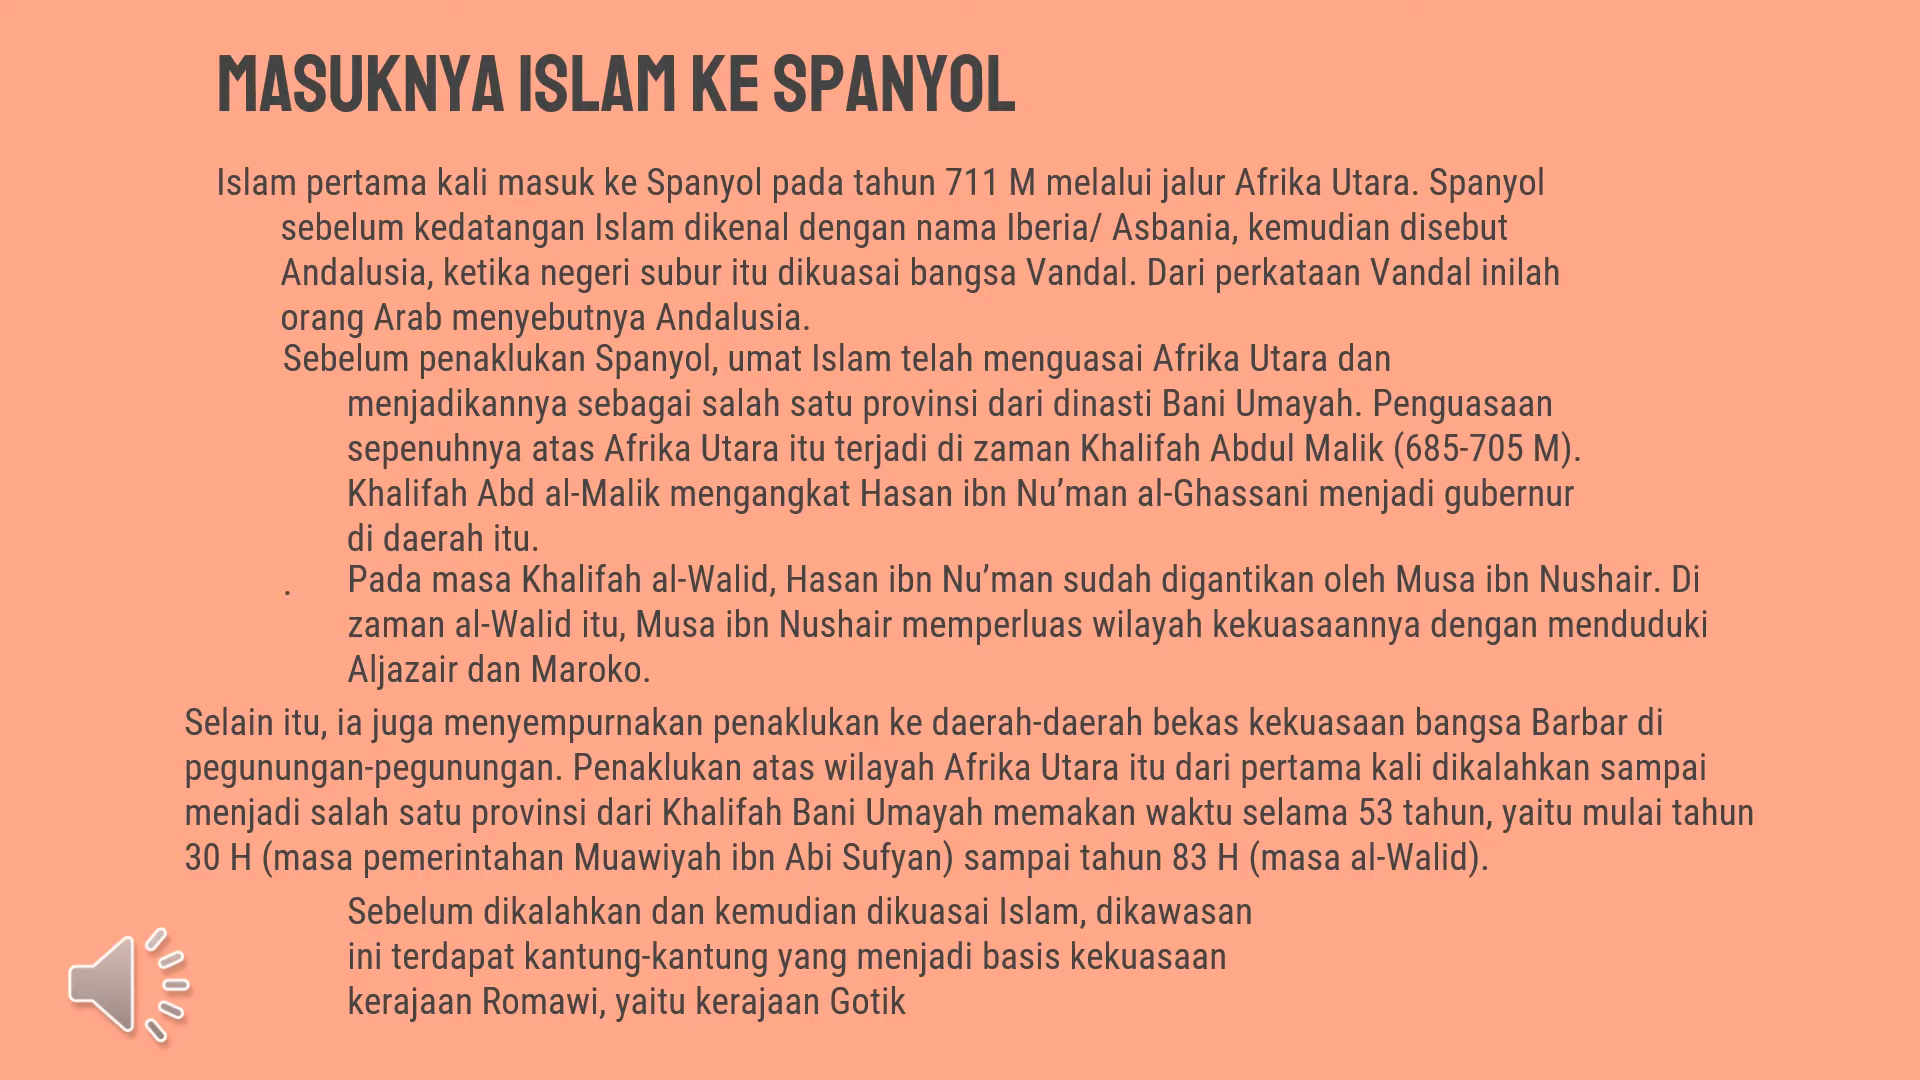 MASUKNYA ISLAM KE SPANYOL
Islam pertama kali masuk ke Spanyol pada tahun 711 M melalui jalur Afrika Utara. Spanyol
sebelum kedatangan Islam dikenal dengan nama Iberia/ Asbania, kemudian disebut
Andalusia, ketika negeri subur itu dikuasai bangsa Vandal. Dari perkataan Vandal inilah
orang Arab menyebutnya Andalusia.
Sebelum penaklukan Spanyol, umat Islam telah menguasai Afrika Utara dan
menjadikannya sebagai salah satu provinsi dari dinasti Bani Umayah. Penguasaan
sepenuhnya atas Afrika Utara itu terjadi di zaman Khalifah Abdul Malik (685-705 M).
Khalifah Abd al-Malik mengangkat Hasan ibn Nu’man al-Ghassani menjadi gubernur
di daerah itu.
. Pada masa Khalifah al-Walid, Hasan ibn Nu’man sudah digantikan oleh Musa ibn Nushair. Di
zaman al-Walid itu, Musa ibn Nushair memperluas wilayah kekuasaannya dengan menduduki
Aljazair dan Maroko.
Selain itu, ia juga menyempurnakan penaklukan ke daerah-daerah bekas kekuasaan bangsa Barbar di
pegunungan-pegunungan. Penaklukan atas wilayah Afrika Utara itu dari pertama kali dikalahkan sampai
menjadi salah satu provinsi dari Khalifah Bani Umayah memakan waktu selama 53 tahun, yaitu mulai tahun
30 H (masa pemerintahan Muawiyah ibn Abi Sufyan) sampai tahun 83 H (masa al-Walid).
Sebelum dikalahkan dan kemudian dikuasai Islam, dikawasan
ini terdapat kantung-kantung yang menjadi basis kekuasaan
kerajaan Romawi, yaitu kerajaan Gotik